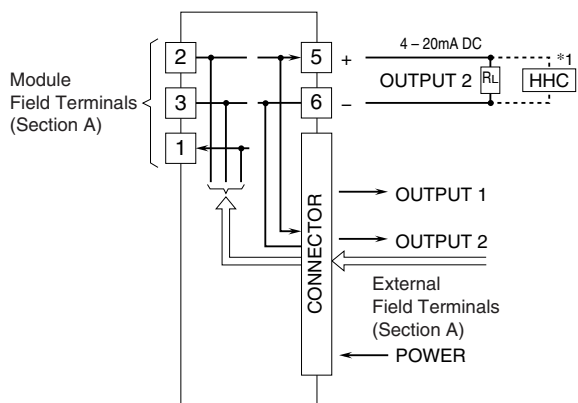 Module
Field Terminals
(Section A)
2
3
1
5
+
6
−
4 – 20mA DC
OUTPUT 2
RL
*1
HHC
CONNECTOR
OUTPUT 1
OUTPUT 2
External
Field Terminals
(Section A)
POWER